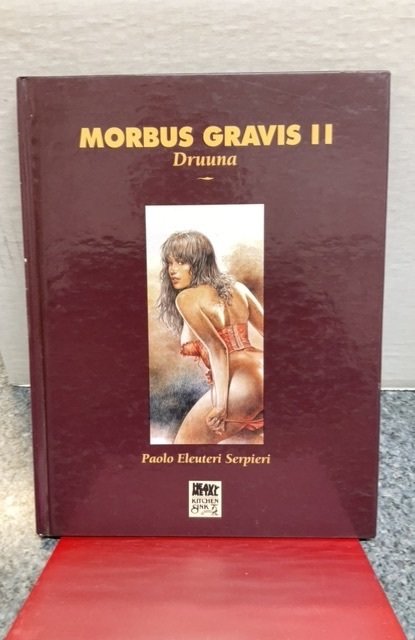 MORBUS GRAVIS II
Druuna
Paolo Eleuteri Serpieri
HEAVY
METAL
KITCHEN
SINK